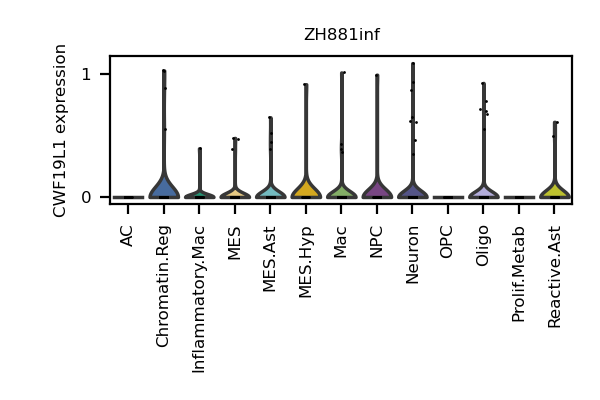 ZH881inf
CWF19L1 expression
1
0
AC
Chromatin.Reg
Inflammatory.Mac
MES
MES.Ast
MES.Hyp
Mac
NPC
Neuron
OPC
Oligo
Prolif.Metab
Reactive.Ast